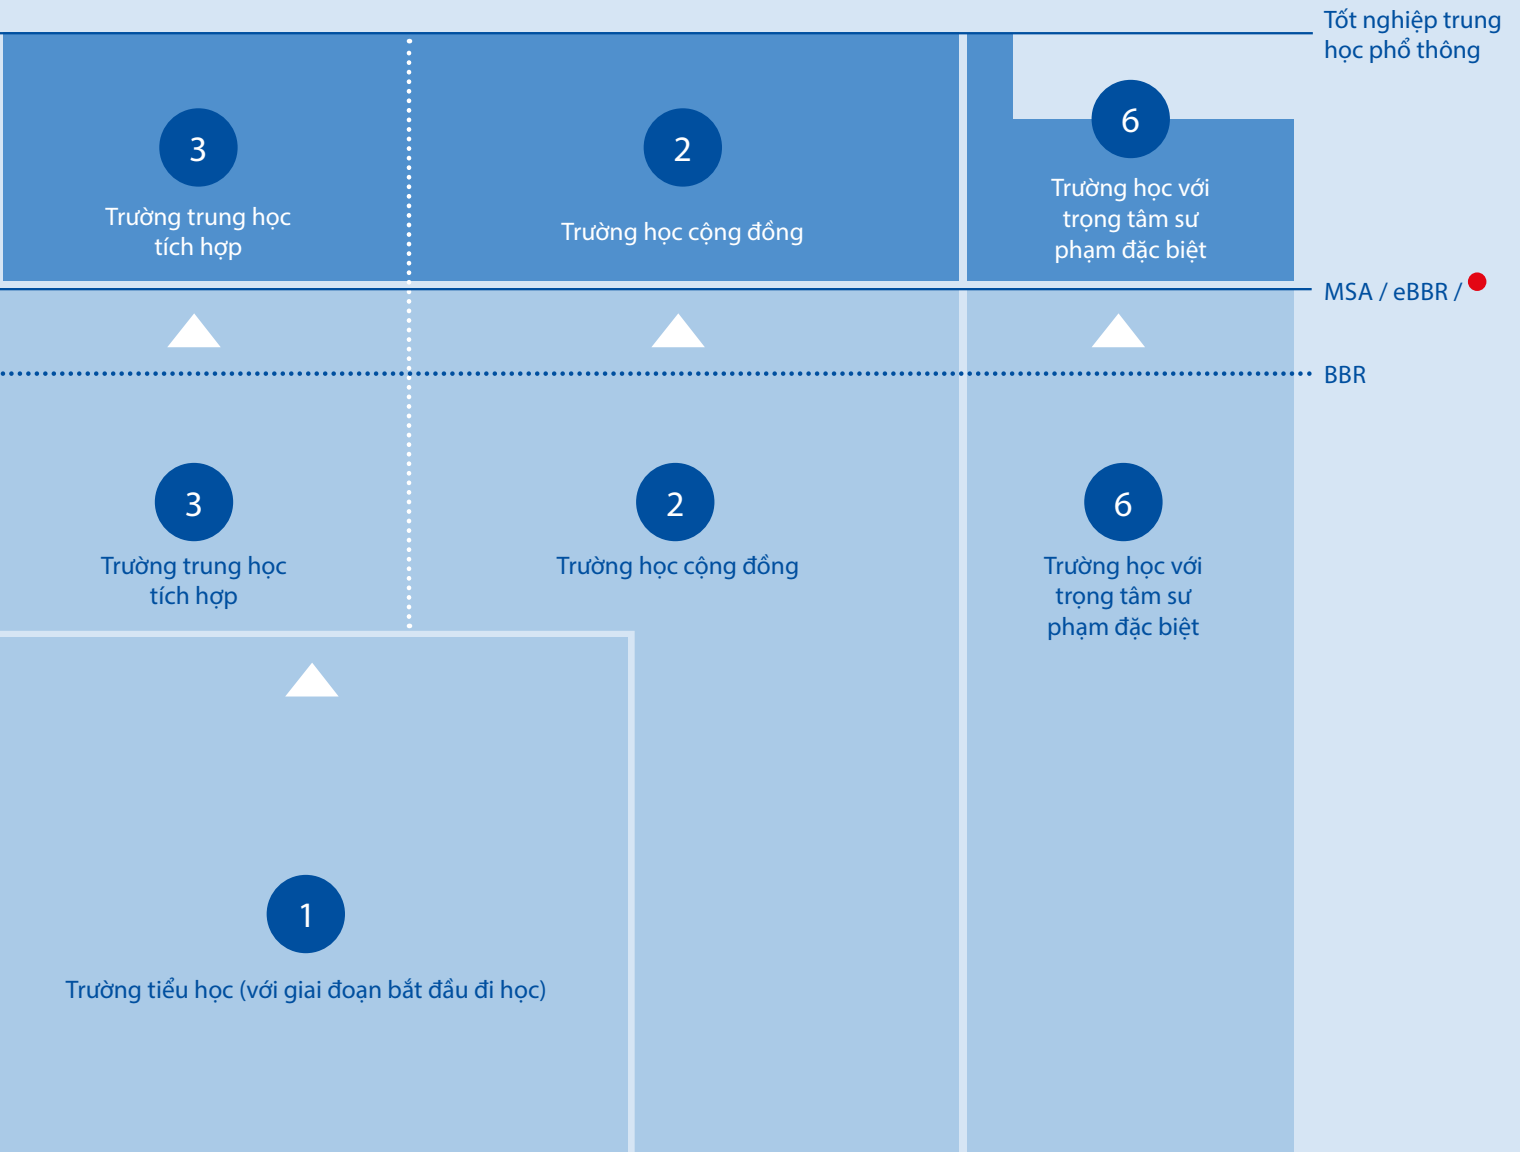 Tốt nghiệp trung
học phổ thông
3
Trường trung học
tích hợp
2
Trường học cộng đồng
6
Trường học với
trọng tâm sư
phạm đặc biệt
MSA / eBBR /
BBR
3
Trường trung học
tích hợp
2
Trường học cộng đồng
6
Trường học với
trọng tâm sư
phạm đặc biệt
1
Trường tiểu học (với giai đoạn bắt đầu đi học)